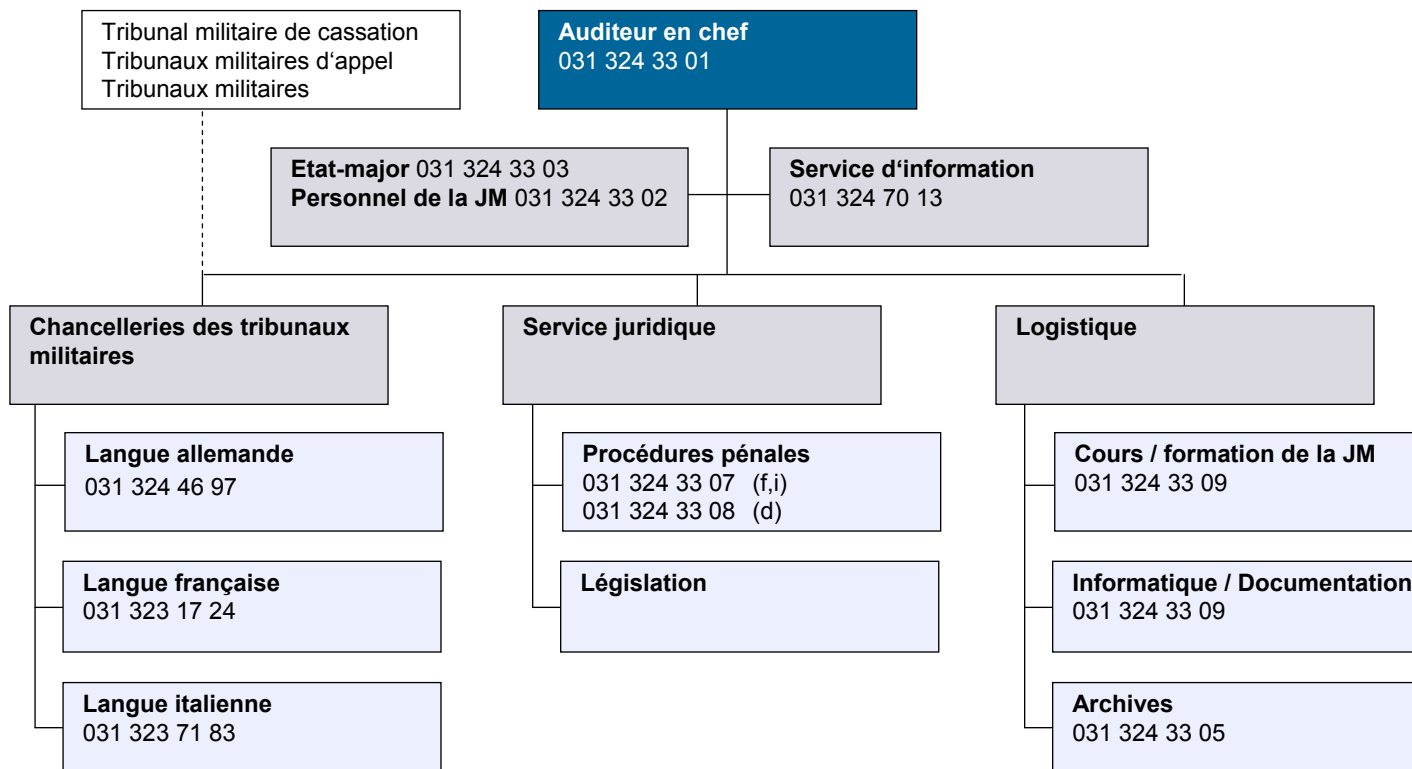 Tribunal militaire de cassation
Tribunaux militaires d‘appel
Tribunaux militaires
Auditeur en chef
031 324 33 01
Etat-major 031 324 33 03
Personnel de la JM 031 324 33 02
Service d‘information
031 324 70 13
Chancelleries des tribunaux
militaires
Service juridique
Logistique
Langue allemande
031 324 46 97
Langue française
031 323 17 24
Langue italienne
031 323 71 83
Procédures pénales
031 324 33 07 (f,i)
031 324 33 08 (d)
Législation
Cours / formation de la JM
031 324 33 09
Informatique / Documentation
031 324 33 09
Archives
031 324 33 05